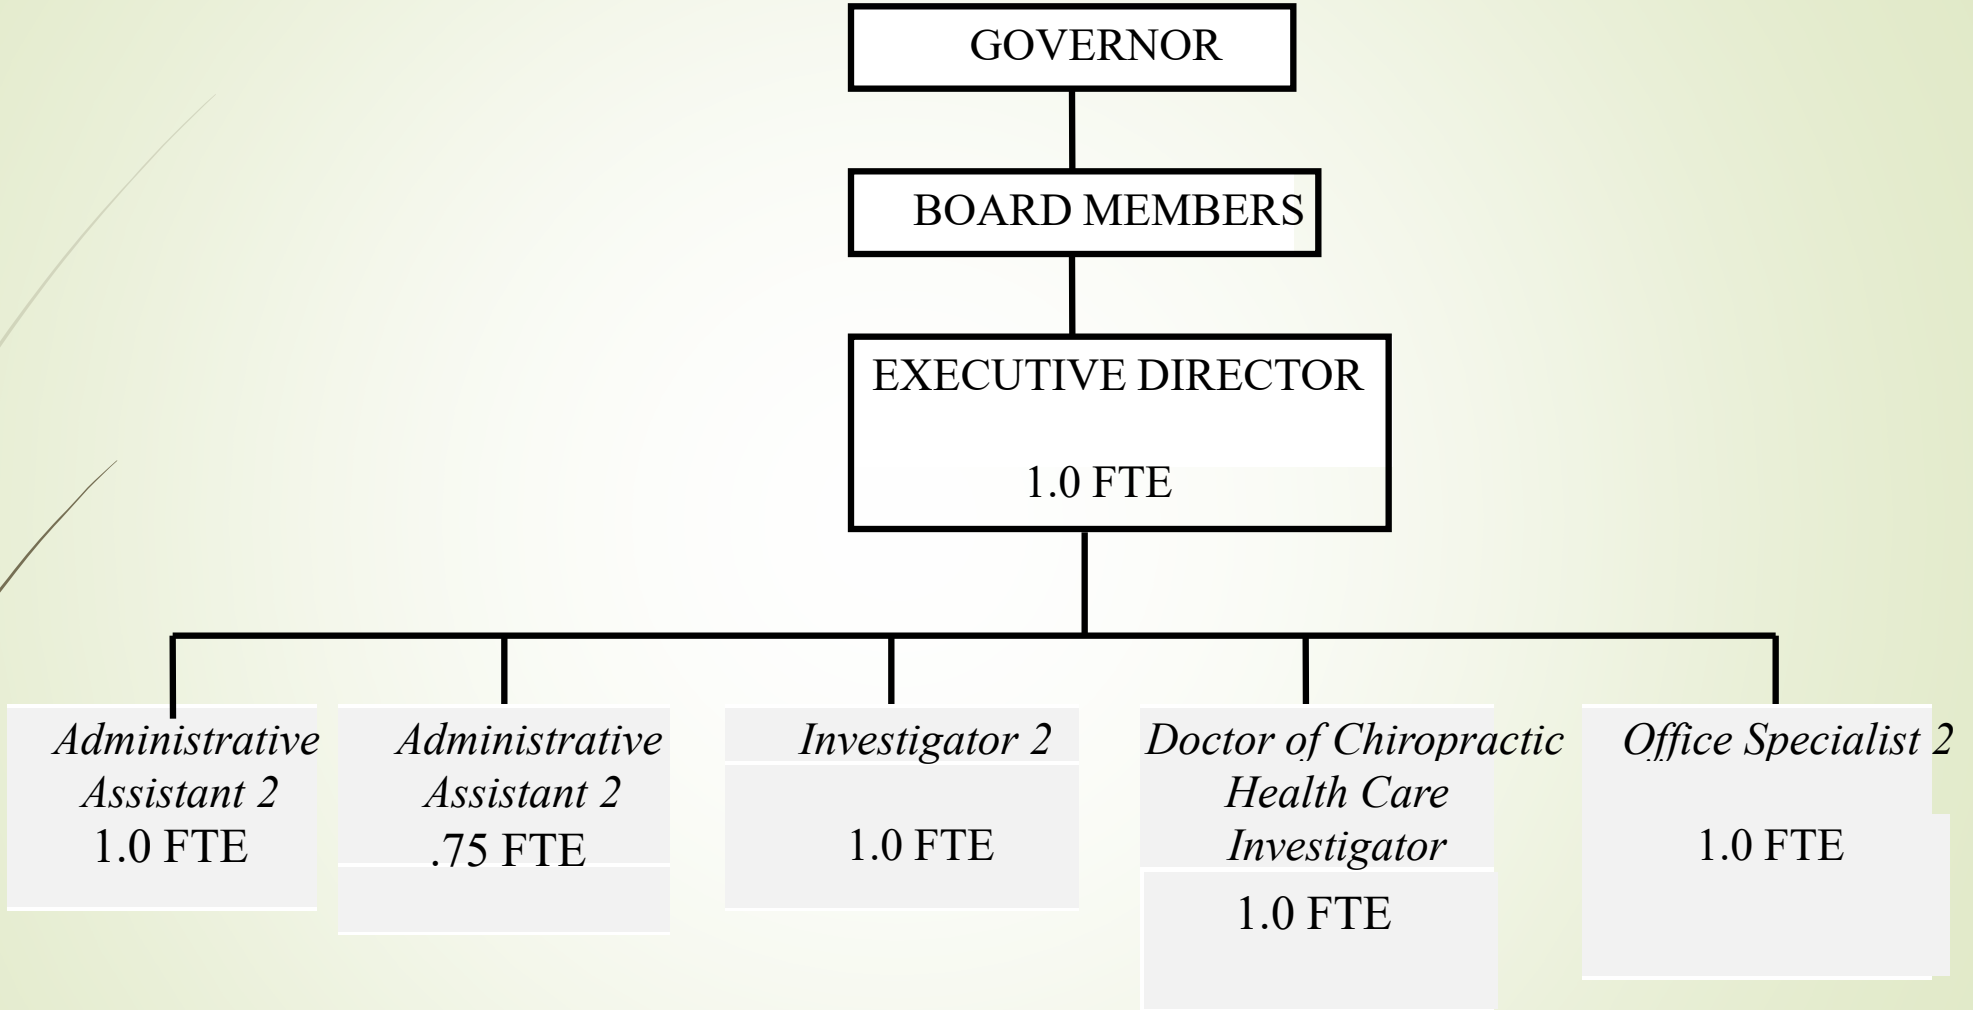 GOVERNOR
BOARD MEMBERS
EXECUTIVE DIRECTOR
1.0 FTE
Administrative
Assistant 2
1.0 FTE
Administrative
Assistant 2
.75 FTE
Investigator 2
1.0 FTE
Doctor of Chiropractic
Health Care
Investigator
1.0 FTE
Office Specialist 2
1.0 FTE